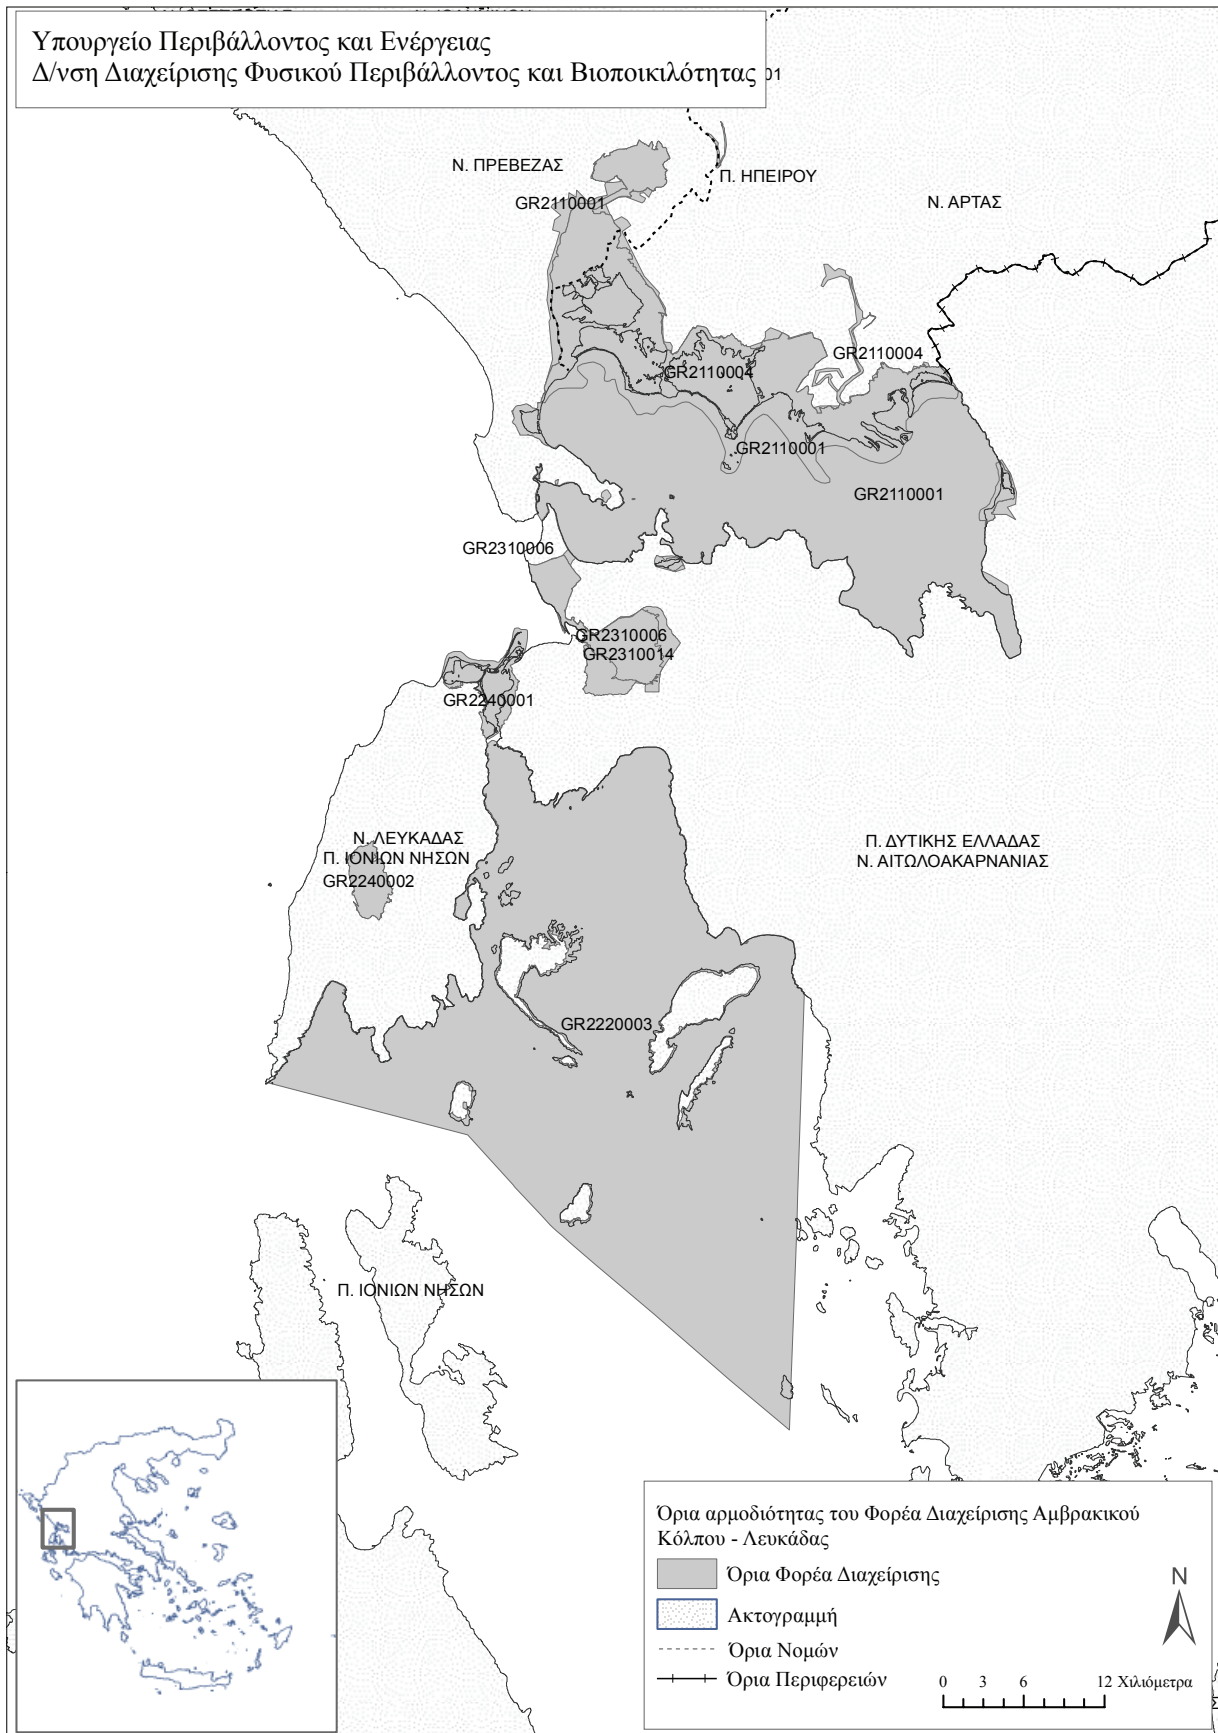 Υπουργείο Περιβάλλοντος και Ενέργειας
Δ/νση Διαχείρισης Φυσικού Περιβάλλοντος και Βιοποικιλότητας
01
Ν. ΠΡΕΒΕΖΑΣ
Π. ΗΠΕΙΡΟΥ
GR2110001
Ν. ΑΡΤΑΣ
GR2110004
GR2110004
GR2110001
GR2110001
GR2310006
GR2310006
GR2310014
GR2240001
Ν. ΛΕΥΚΑΔΑΣ
Π. ΙΟΝΙΩΝ ΝΗΣΩΝ
GR2240002
Π. ΔΥΤΙΚΗΣ ΕΛΛΑΔΑΣ
Ν. ΑΙΤΩΛΟΑΚΑΡΝΑΝΙΑΣ
GR2220003
Π. ΙΟΝΙΩΝ ΝΗΣΩΝ
Όρια αρμοδιότητας του Φορέα Διαχείρισης Αμβρακικού
Κόλπου - Λευκάδας
Όρια Φορέα Διαχείρισης
Ακτογραμμή
Όρια Νομών
Όρια Περιφερειών
N
0 3 6 12 Χιλιόμετρα